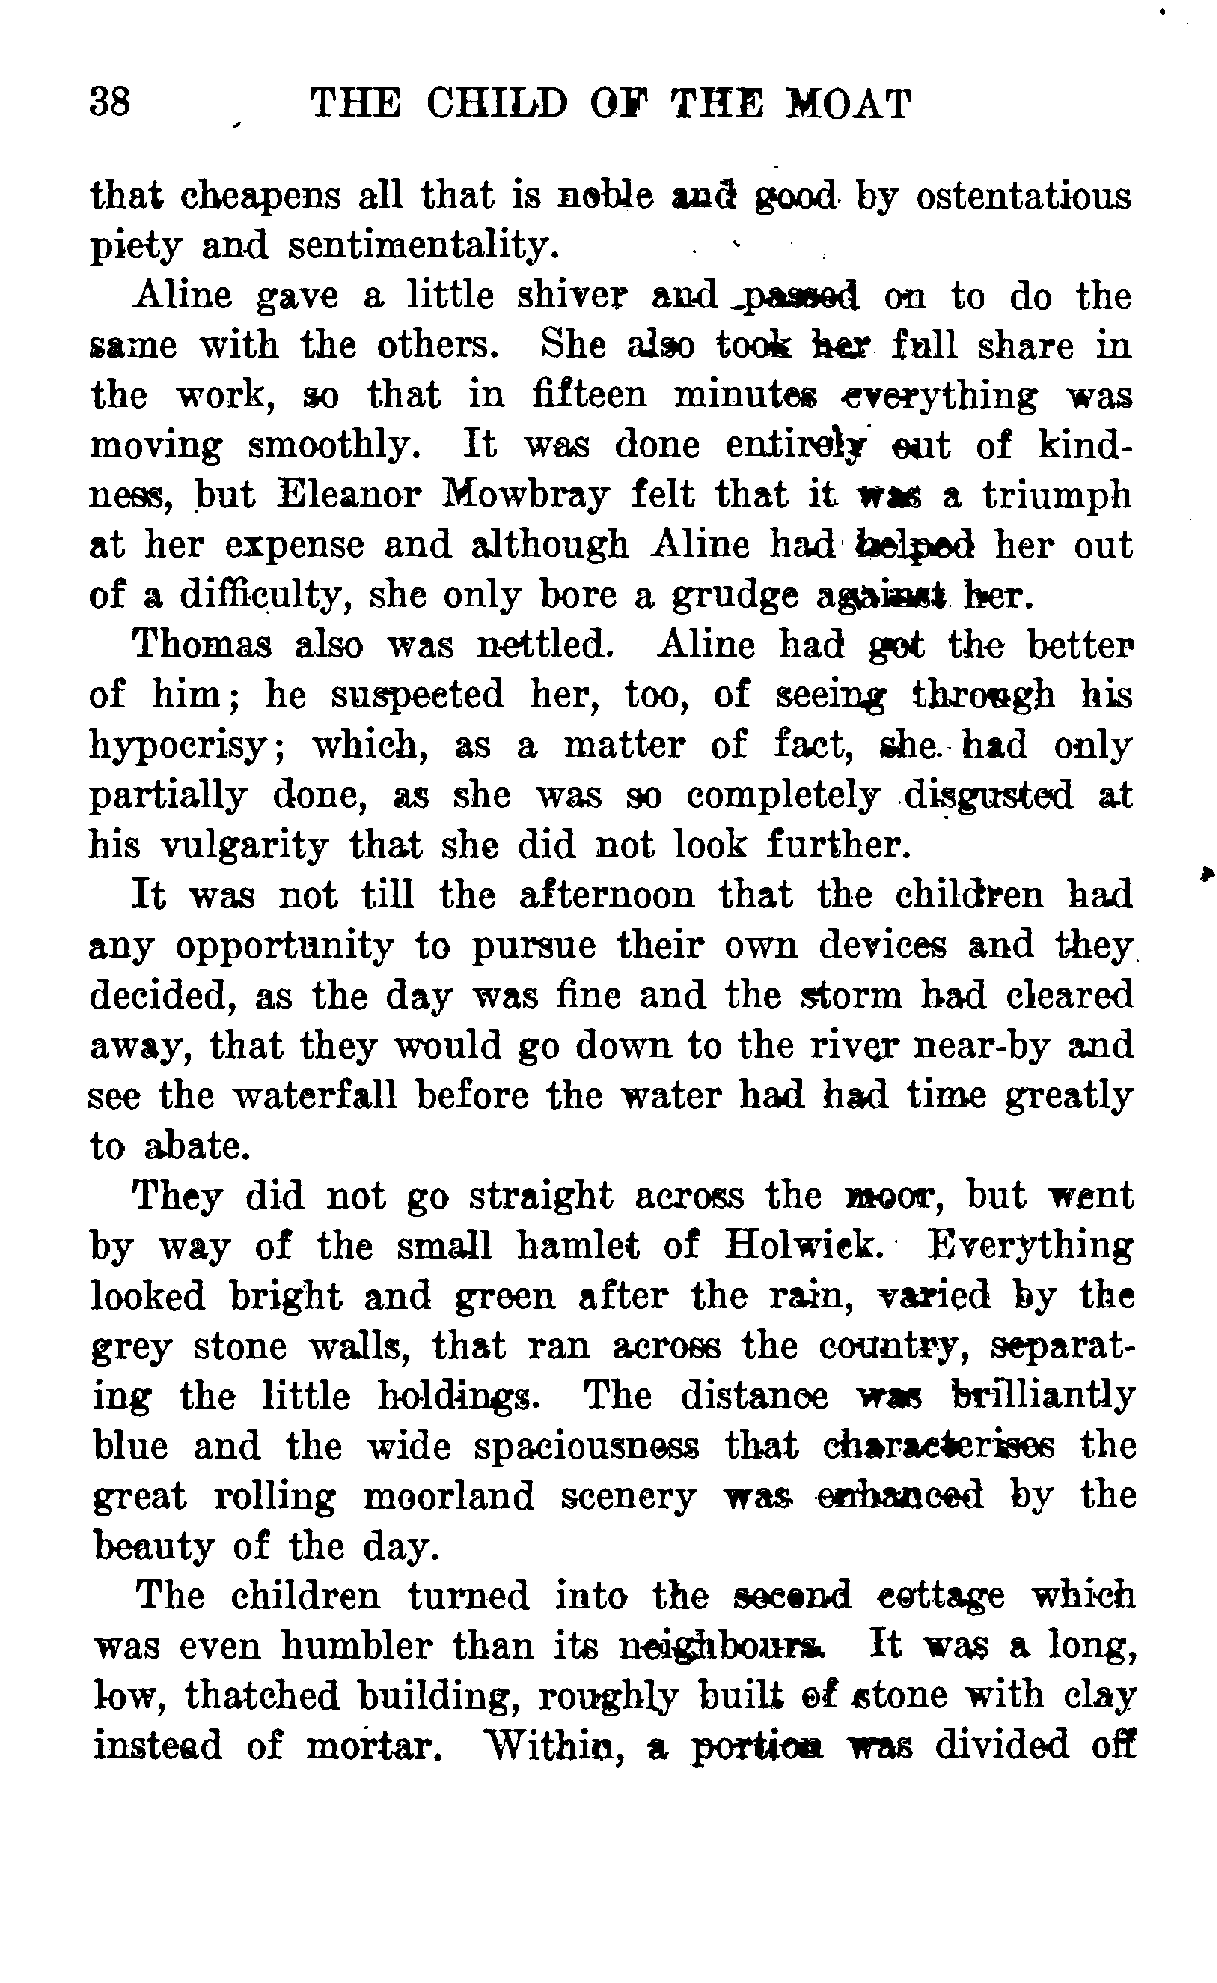 38 THE CHILD OF THE MOAT
that cheapens all that is noble and good by ostentatious
piety and sentimentality.
Aline gave a little shiver and passed on to do the
same with the others. She also took her full share in
the work, so that in fifteen minutes everything was
moving smoothly. It was done entirely out of kind-
ness, but Eleanor Mowbray felt that it was a triumph
at her expense and although Aline had helped her out
of a difficulty, she only bore a grudge against her.
Thomas also was nettled. Aline had got the better
of him; he suspected her, too, of seeing through his
hypocrisy; which, as a matter of fact, she had only
partially done, as she was so completely disgusted at
his vulgarity that she did not look further.
It was not till the afternoon that the children had
any opportunity to pursue their own devices and they
decided, as the day was fine and the storm had cleared
away, that they would go down to the river near-by and
see the waterfall before the water had had time greatly
to abate.
They did not go straight across the moor, but went
by way of the small hamlet of Holwick. Everything
looked bright and green after the rain, varied by the
grey stone walls, that ran across the country, separat-
ing the little holdings. The distance was brilliantly
blue and the wide spaciousness that characterises the
great rolling moorland scenery was enhanced by the
beauty of the day.
The children turned into the second cottage which
was even humbler than its neighbours. It was a long,
low, thatched building, roughly built of stone with clay
instead of mortar. Within, a portion was divided off